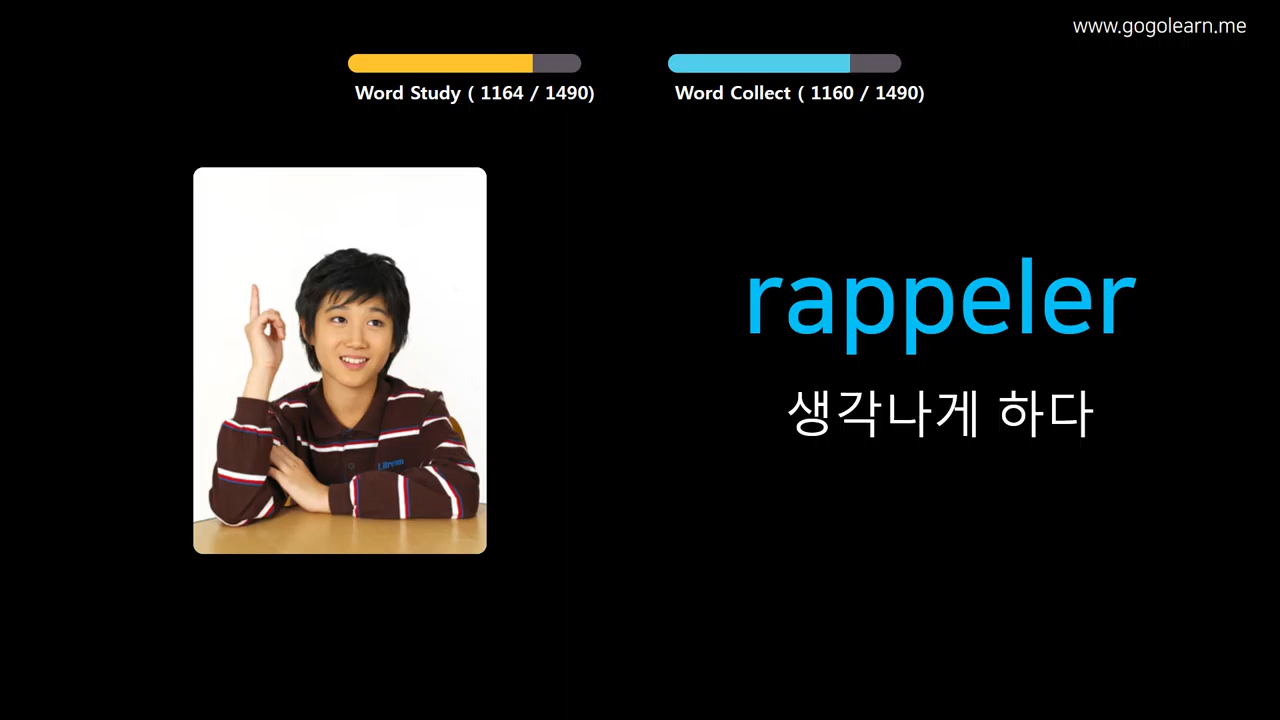 www.gogolearn.me
Word Study ( 1164 / 1490)
Word Collect ( 1160 / 1490)
rappeler
생각나게 하다